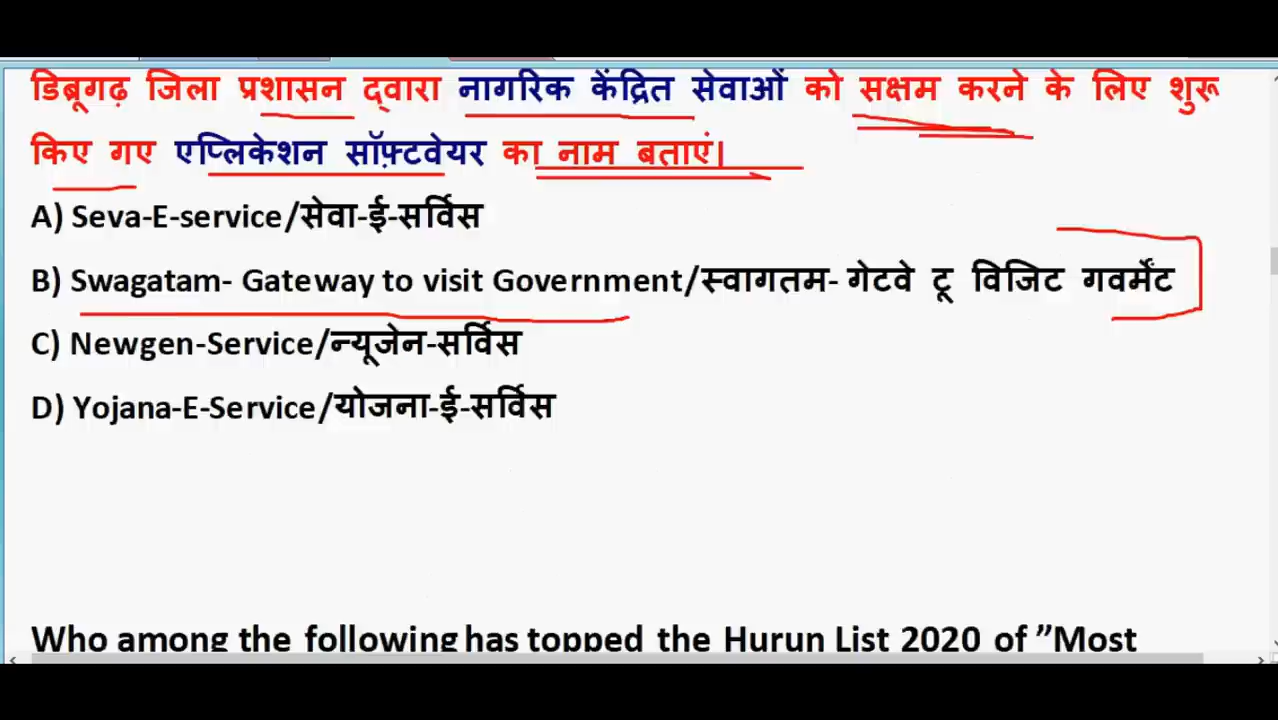 डिब्रूगढ़ जिला प्रशासन द्वारा नागरिक केंद्रित सेवाओं को सक्षम करने के लिए शुरू
किए गए एप्लिकेशन सॉफ़्टवेयर का नाम बताएं।
A) Seva-E-service/सेवा-ई-सर्विस
B) Swagatam- Gateway to visit Government/स्वागतम- गेटवे टू विजिट गवर्मेंट
C) Newgen-Service/न्यूजेन-सर्विस
D) Yojana-E-Service/योजना-ई-सर्विस
Who among the following has topped the Hurun List 2020 of ”Most